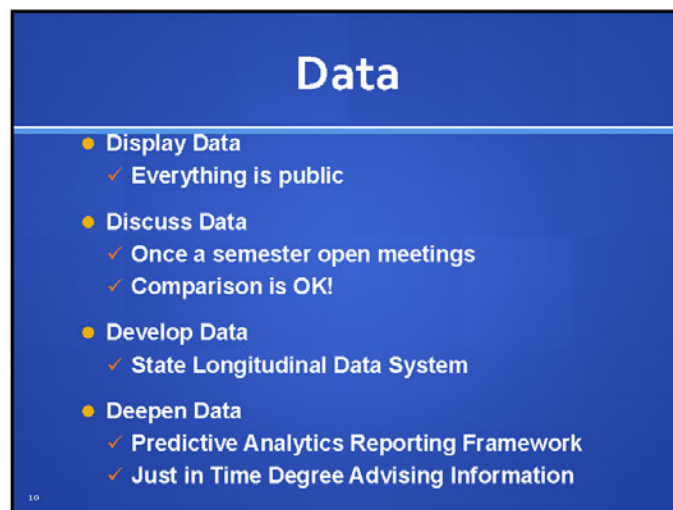 Data
Display Data
Everything is public
Discuss Data
Once a semester open meetings
Comparison is OK!
Develop Data
State Longitudinal Data System
Deepen Data
Predictive Analytics Reporting Framework
Just in Time Degree Advising Information
10